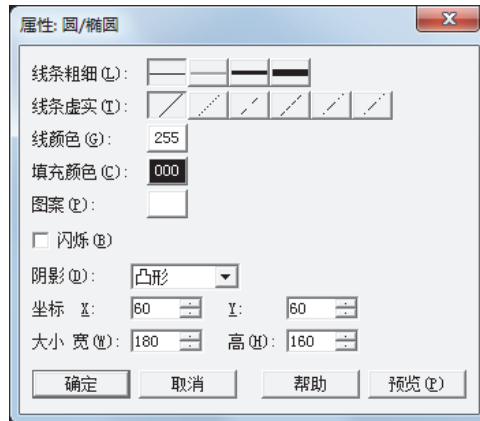 属性: 圆/椭圆
线条粗细(L):
线条虚实(T):
线颜色(G): 255
填充颜色(C): 000
图案(P):
闪烁(B)
阴影(D): 凸形
坐标 X: 60 Y: 60
大小 宽(W): 180 高(H): 160
确定 取消 帮助 预览(P)